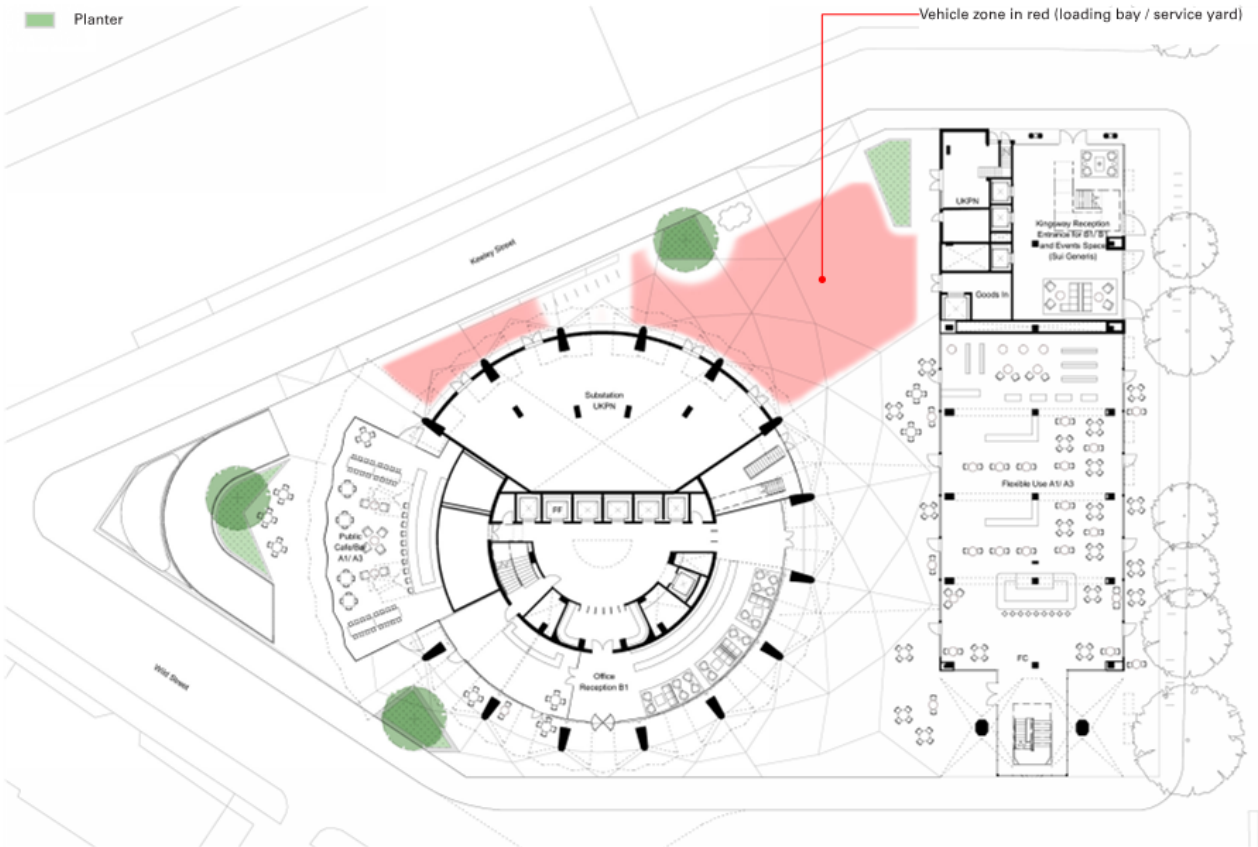 Planter
Vehicle zone in red (loading bay / service yard)
Keeley Street
UKPN
Kingsway Reception
Entrance for B1/ B1
and Events Space
(Sui Generis)
Goods In
Substation
UKPN
FF
Flexible Use A1/ A3
Public
Cafe/Bar
A1/ A3
Wild Street
Office
Reception B1
FC